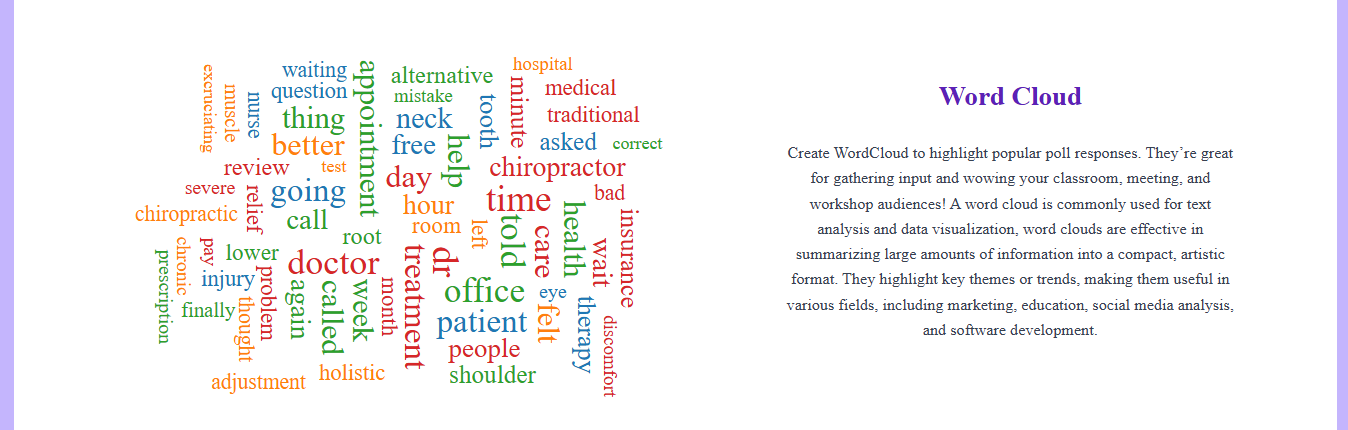 hospital
waiting
alternative
appointment
excruciating
muscle
nurse
question
mistake
tooth
minute
medical
thing
neck
traditional
better
free
help
asked
correct
review
test
day
chiropractor
severe
relief
going
time
bad
chiropractic
call
hour
room
left
told
care
health
insurance
root
wait
chronic
pay
lower
doctor
treatment
dr
prescription
injury
problem
again
called
week
month
office
eye
finally
thought
patient
felt
therapy
people
discomfort
adjustment
holistic
shoulder
Word Cloud
Create WordCloud to highlight popular poll responses. They’re great
for gathering input and wowing your classroom, meeting, and
workshop audiences! A word cloud is commonly used for text
analysis and data visualization, word clouds are effective in
summarizing large amounts of information into a compact, artistic
format. They highlight key themes or trends, making them useful in
various fields, including marketing, education, social media analysis,
and software development.